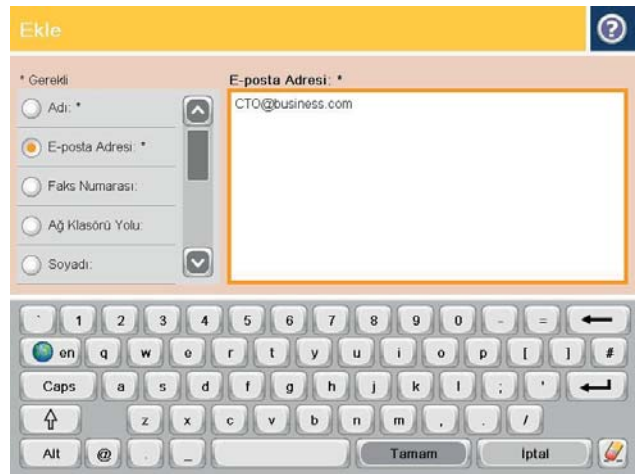 Ekle
* Gerekli
E-posta Adresi: *
Adı: *
CTO@business.com
E-posta Adresi: *
Faks Numarası:
Ağ Klasörü Yolu:
Soyadı:
` 1 2 3 4 5 6 7 8 9 0 - =
en q w e r t y u i o p [ ] #
Caps a s d f g h j k l ; '
z x c v b n m , . /
Alt @ . _ Tamam İptal